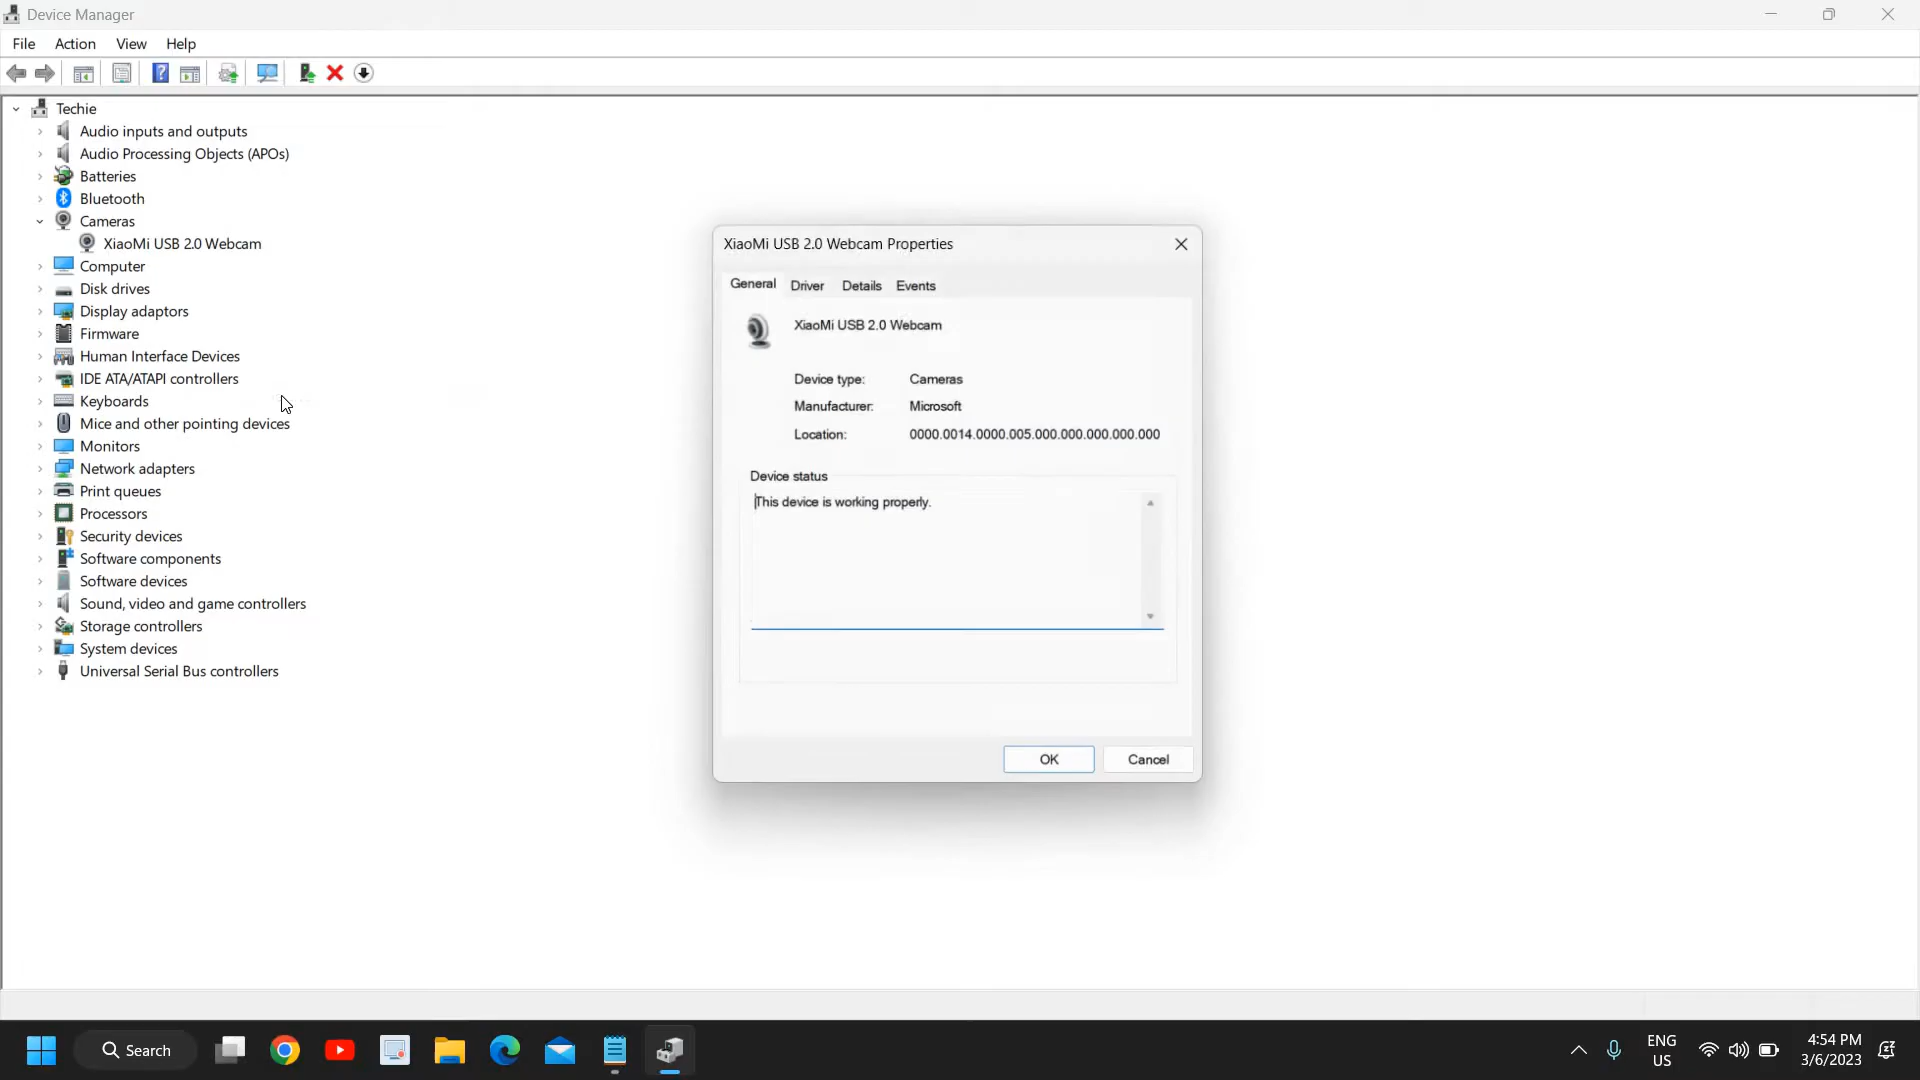 Device Manager
File Action View Help
Techie
Audio inputs and outputs
Audio Processing Objects (APOs)
Batteries
Bluetooth
Cameras
XiaoMi USB 2.0 Webcam
Computer
Disk drives
Display adaptors
Firmware
Human Interface Devices
IDE ATA/ATAPI controllers
Keyboards
Mice and other pointing devices
Monitors
Network adapters
Print queues
Processors
Security devices
Software components
Software devices
Sound, video and game controllers
Storage controllers
System devices
Universal Serial Bus controllers
XiaoMi USB 2.0 Webcam Properties
General Driver Details Events
XiaoMi USB 2.0 Webcam
Device type: Cameras
Manufacturer: Microsoft
Location: 0000.0014.0000.005.000.000.000.000.000
Device status
This device is working properly.
OK Cancel
Search
ENG
US
4:54 PM
3/6/2023